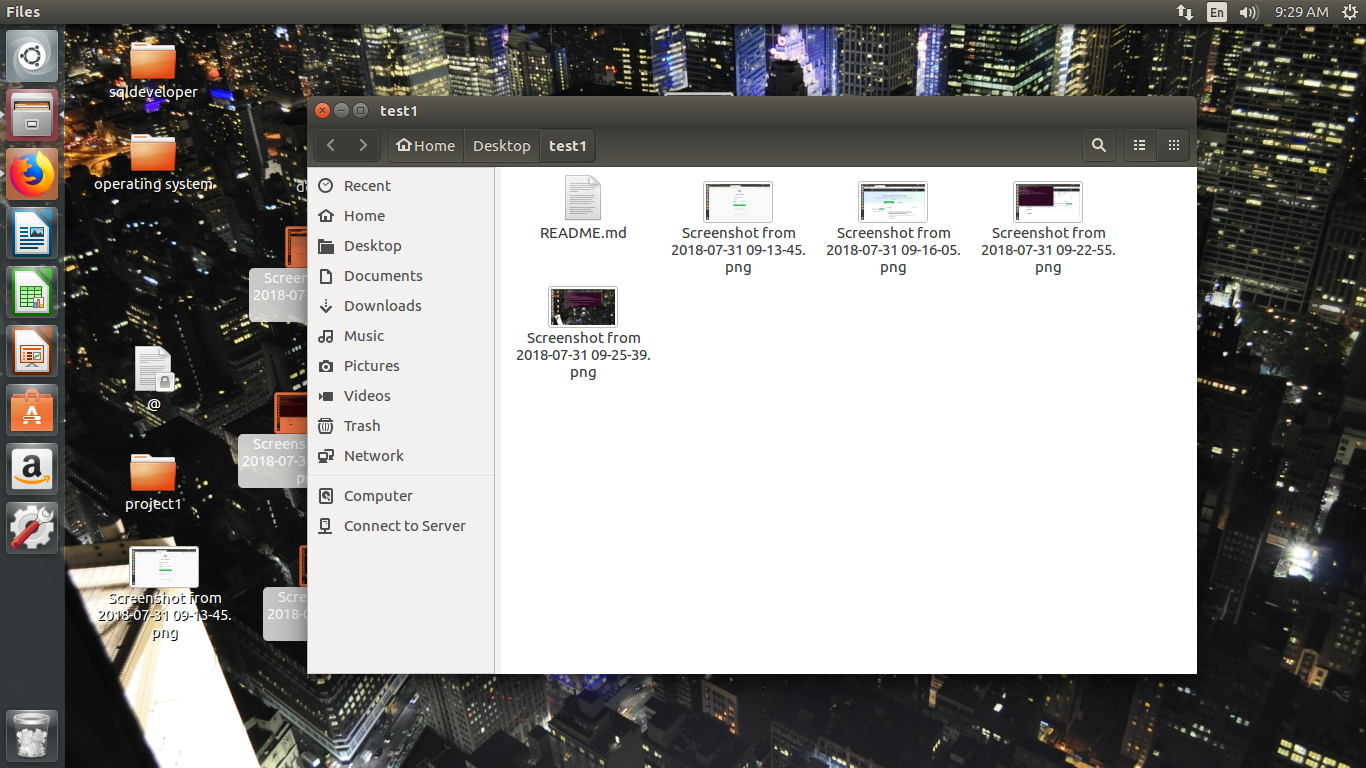 Files
En
9:29 AM
sqldeveloper
operating system
@
project1
Screenshot from
2018-07-31 09-13-45.
png
2018-07-
2018-07-3
2018-0
test1
Home
Desktop
test1
Recent
Home
Desktop
Documents
Downloads
Music
Pictures
Videos
Trash
Network
Computer
Connect to Server
README.md
Screenshot from
2018-07-31 09-13-45.
png
Screenshot from
2018-07-31 09-16-05.
png
Screenshot from
2018-07-31 09-22-55.
png
Screenshot from
2018-07-31 09-25-39.
png